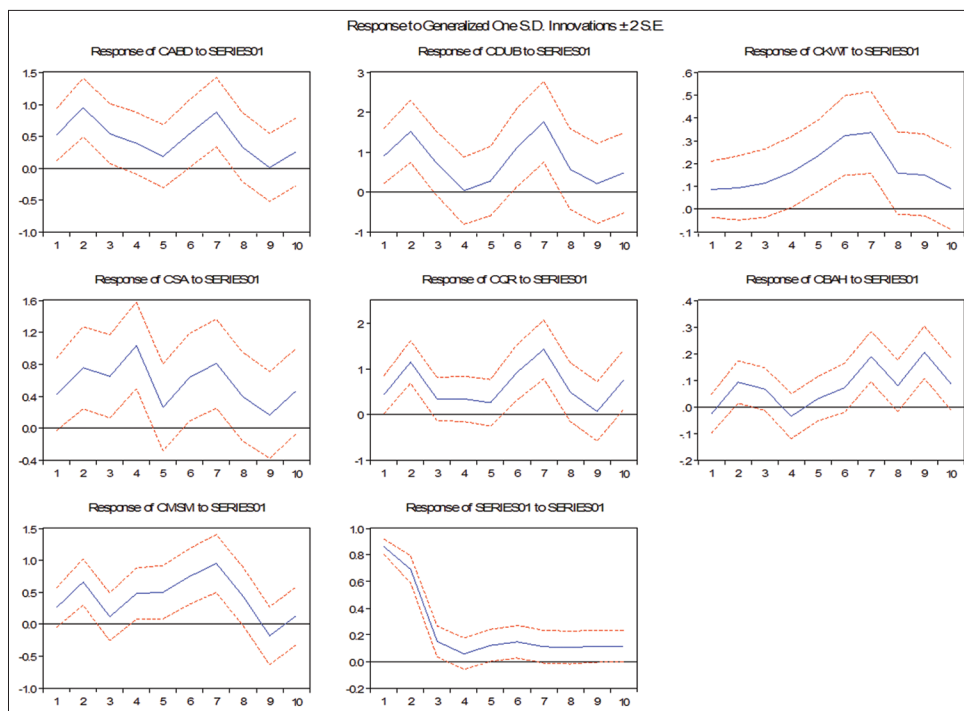 Response to Generalized One S.D. Innovations ± 2 S.E.
Response of CABD to SERIES01
1.5
1.0
0.5
0.0
-0.5
-1.0
1 2 3 4 5 6 7 8 9 10
Response of CDUB to SERIES01
3
2
1
0
-1
1 2 3 4 5 6 7 8 9 10
Response of CKWT to SERIES01
.6
.5
.4
.3
.2
.1
.0
-.1
1 2 3 4 5 6 7 8 9 10
Response of CSA to SERIES01
1.6
1.2
0.8
0.4
0.0
-0.4
1 2 3 4 5 6 7 8 9 10
Response of CQR to SERIES01
2
1
0
-1
1 2 3 4 5 6 7 8 9 10
Response of CBAH to SERIES01
.4
.3
.2
.1
.0
-.1
-.2
1 2 3 4 5 6 7 8 9 10
Response of CMSM to SERIES01
1.5
1.0
0.5
0.0
-0.5
-1.0
1 2 3 4 5 6 7 8 9 10
Response of SERIES01 to SERIES01
1.0
0.8
0.6
0.4
0.2
0.0
-0.2
1 2 3 4 5 6 7 8 9 10